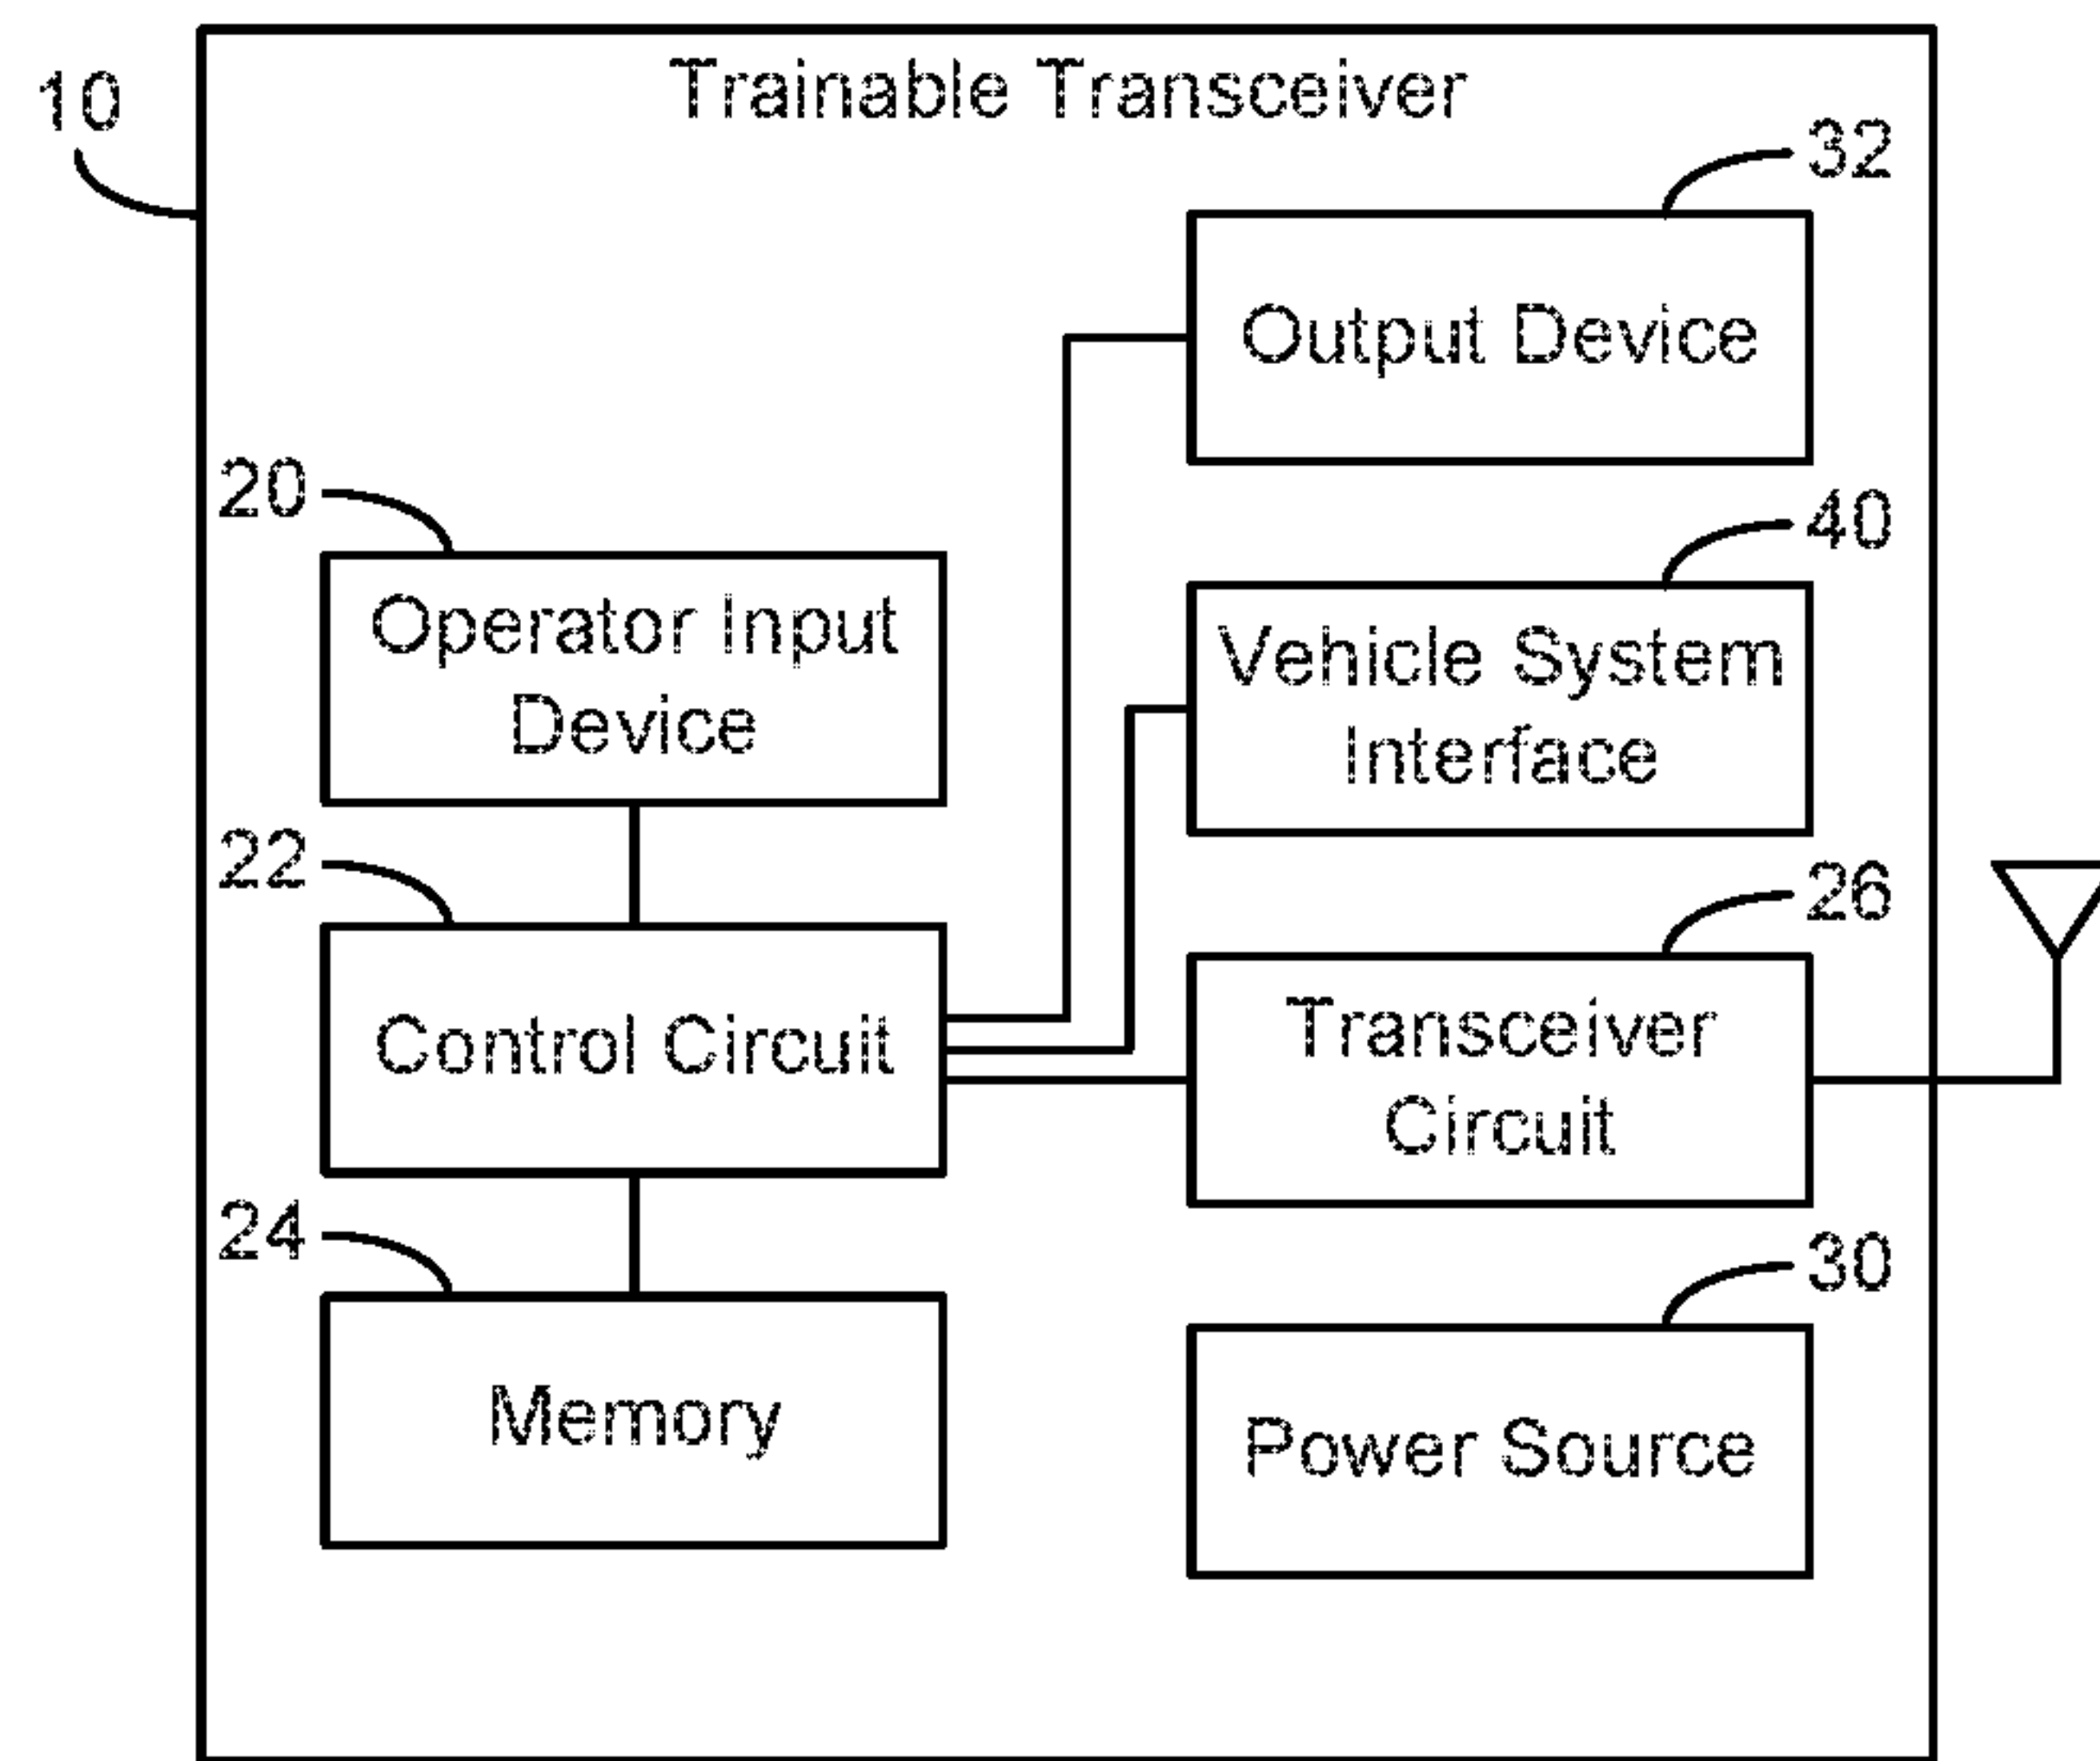 Trainable Transceiver
10
32
Output Device
20
Operator Input
Device
40
Vehicle System
Interface
22
Control Circuit
26
Transceiver
Circuit
24
Memory
30
Power Source